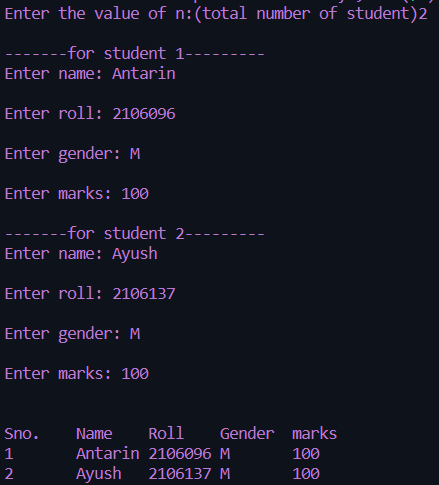 Enter the value of n:(total number of student)2
-------for student 1---------
Enter name: Antarin
Enter roll: 2106096
Enter gender: M
Enter marks: 100
-------for student 2---------
Enter name: Ayush
Enter roll: 2106137
Enter gender: M
Enter marks: 100
Sno.    Name    Roll    Gender  marks
1       Antarin 2106096 M       100
2       Ayush   2106137 M       100